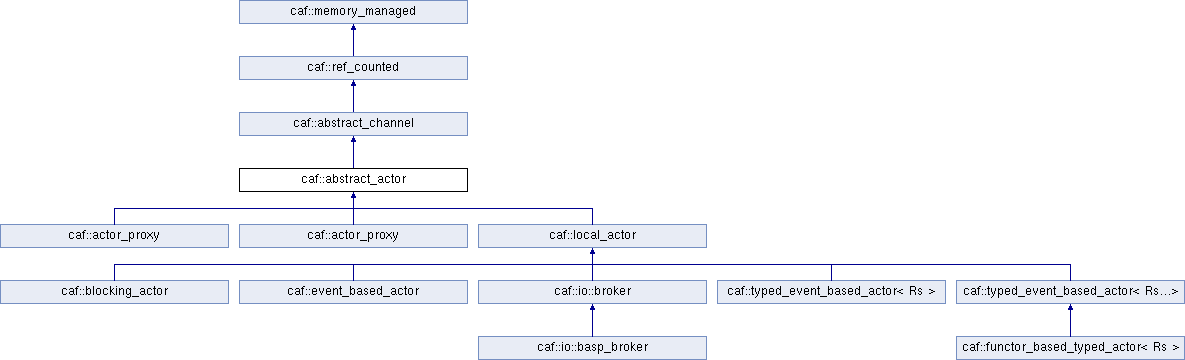 caf::memory_managed
caf::ref_counted
caf::abstract_channel
caf::abstract_actor
caf::actor_proxy
caf::actor_proxy
caf::local_actor
caf::blocking_actor
caf::event_based_actor
caf::io::broker
caf::typed_event_based_actor< Rs >
caf::typed_event_based_actor< Rs...>
caf::io::basp_broker
caf::functor_based_typed_actor< Rs >